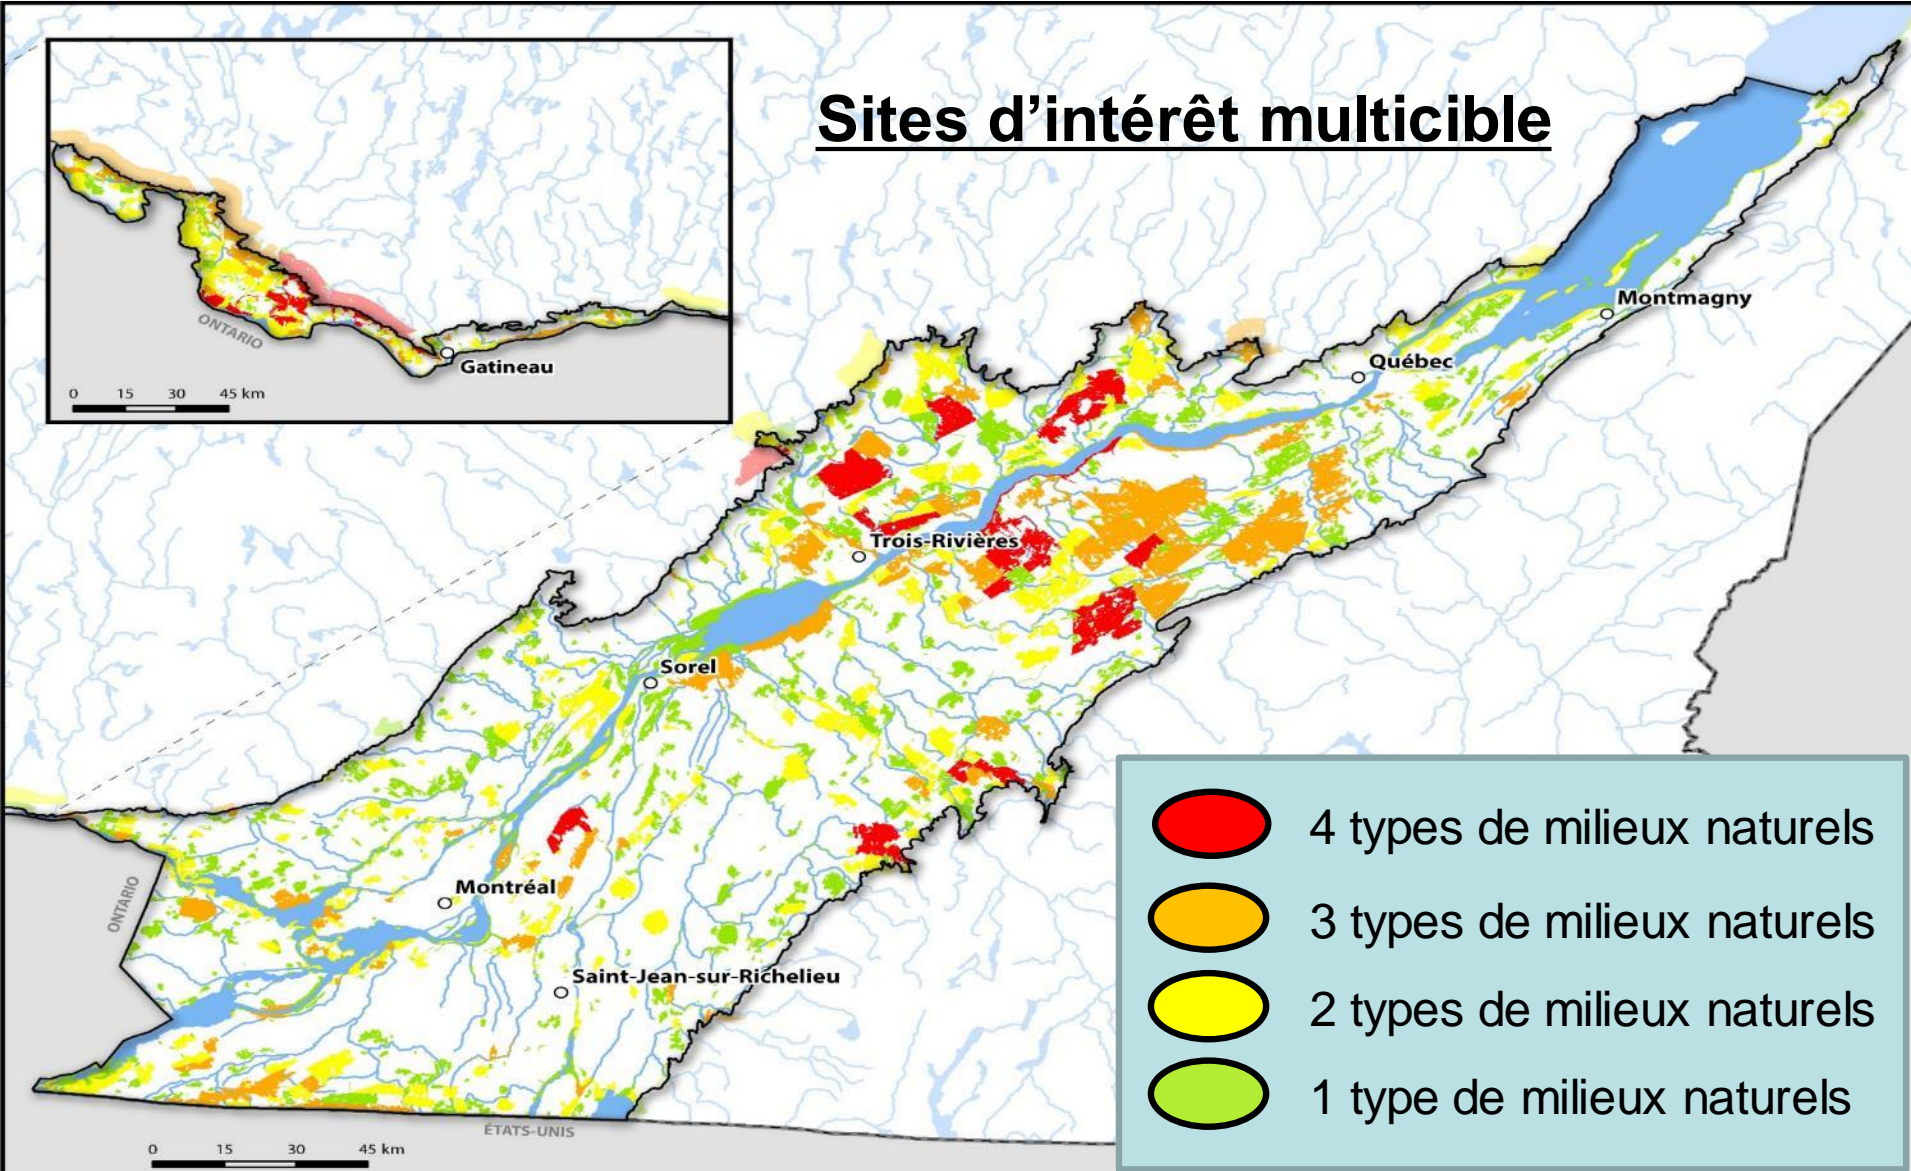 Sites d'intérêt multicible
ONTARIO
Gatineau
0 15 30 45 km
Montmagny
Québec
Trois-Rivières
Sorel
Montréal
ONTARIO
Saint-Jean-sur-Richelieu
ÉTATS-UNIS
0 15 30 45 km
4 types de milieux naturels
3 types de milieux naturels
2 types de milieux naturels
1 type de milieux naturels